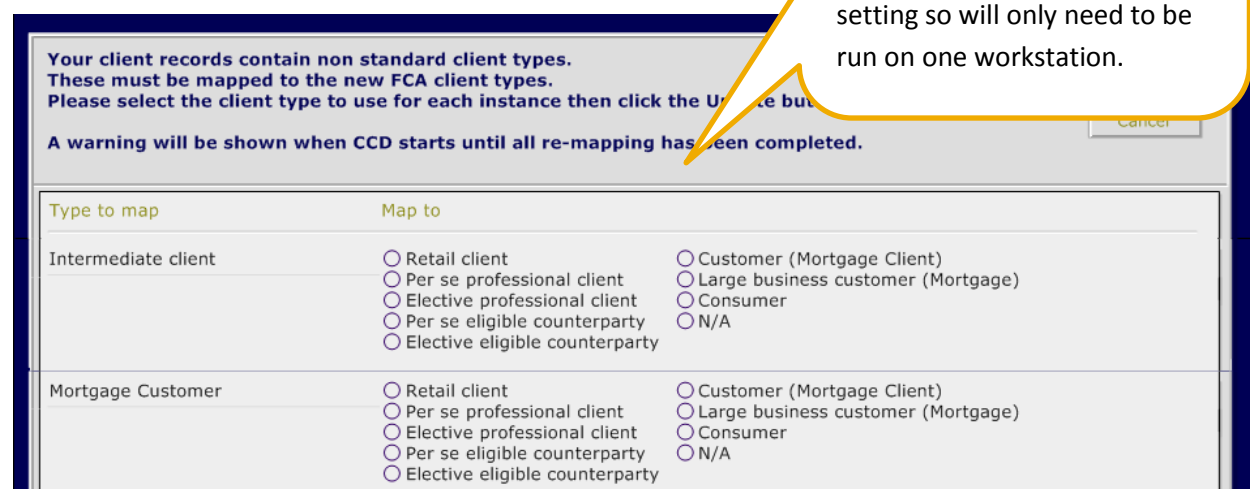 setting so will only need to be
run on one workstation.
Your client records contain non standard client types.
These must be mapped to the new FCA client types.
Please select the client type to use for each instance then click the
Cancel
A warning will be shown when CCD starts until all re-mapping has been completed.
Type to map Map to
Intermediate client Retail client Customer (Mortgage Client)
Per se professional client Large business customer (Mortgage)
Elective professional client Consumer
Per se eligible counterparty N/A
Elective eligible counterparty
Mortgage Customer Retail client Customer (Mortgage Client)
Per se professional client Large business customer (Mortgage)
Elective professional client Consumer
Per se eligible counterparty N/A
Elective eligible counterparty